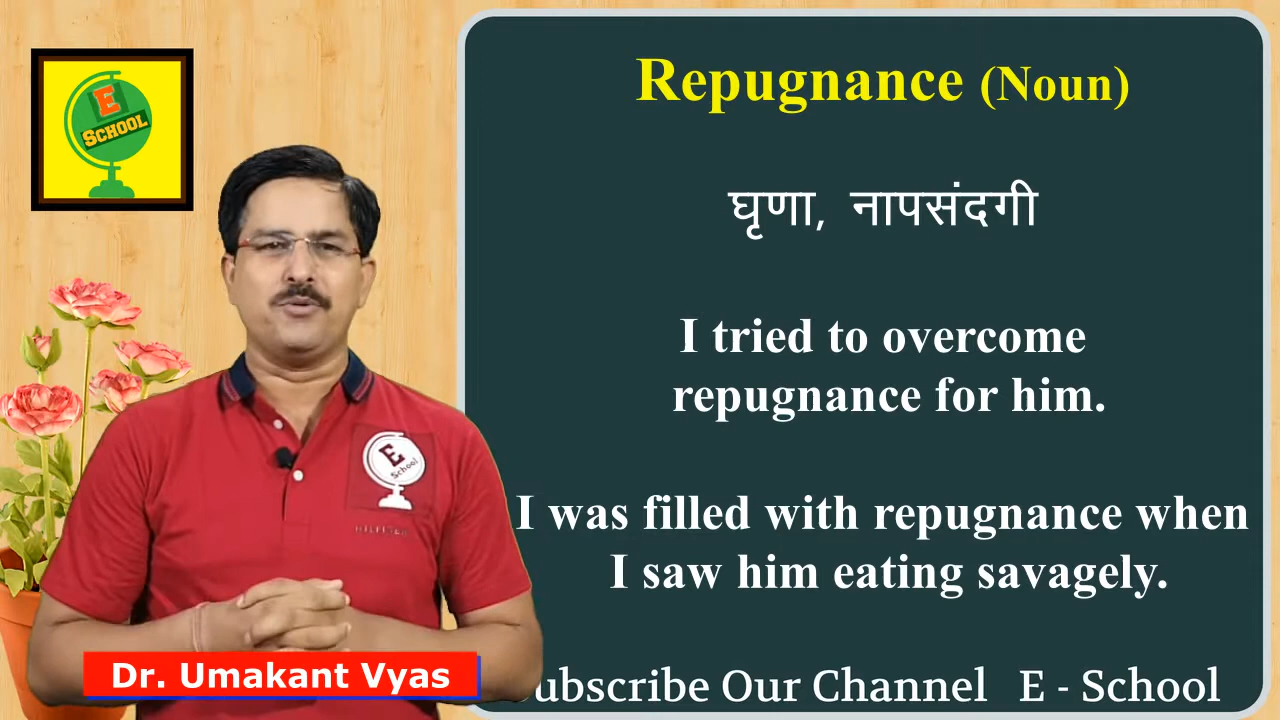 E
SCHOOL
Repugnance (Noun)
घृणा, नापसंदगी
I tried to overcome
repugnance for him.
E
School
I was filled with repugnance when
I saw him eating savagely.
Dr. Umakant Vyas
ubscribe Our Channel E - School